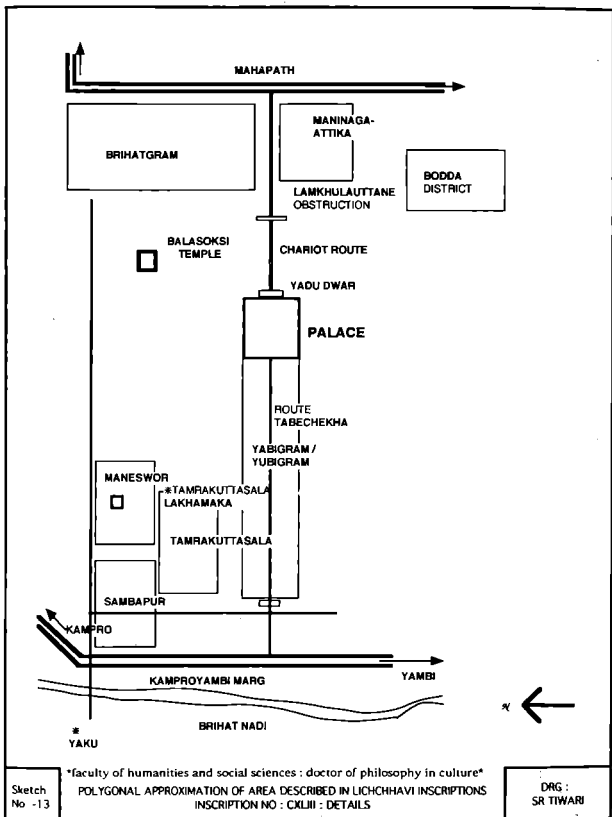 MAHAPATH
MANINAGA-
ATTIKA
BRIHATGRAM
BODDA
DISTRICT
LAMKHULAUTTANE
OBSTRUCTION
BALASOKSI
TEMPLE
CHARIOT ROUTE
YADU DWAR
PALACE
ROUTE
TABECHEKHA
YABIGRAM /
YUBIGRAM
MANESWOR
*TAMRAKUTTASALA
LAKHAMAKA
TAMRAKUTTASALA
SAMBAPUR
KAMPRO
KAMPROYAMBI MARG
YAMBI
BRIHAT NADI
N
*
YAKU
*faculty of humanities and social sciences : doctor of philosophy in culture*
Sketch
No -13
POLYGONAL APPROXIMATION OF AREA DESCRIBED IN LICHCHHAVI INSCRIPTIONS
INSCRIPTION NO : CXLIII : DETAILS
DRG :
SR TIWARI